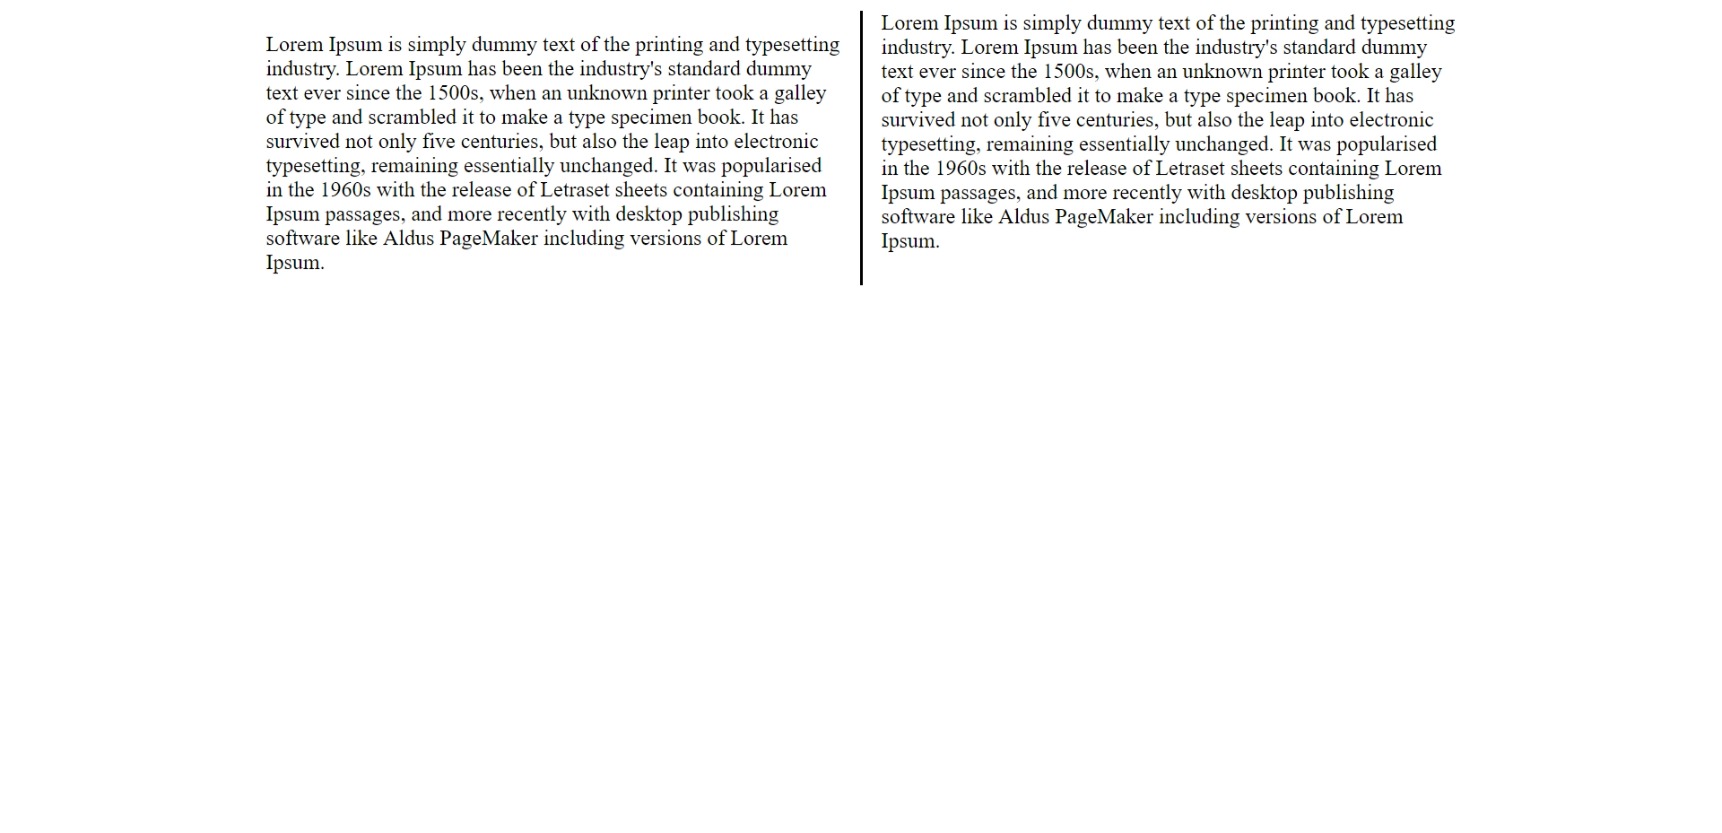 Lorem Ipsum is simply dummy text of the printing and typesetting
industry. Lorem Ipsum has been the industry's standard dummy
text ever since the 1500s, when an unknown printer took a galley
of type and scrambled it to make a type specimen book. It has
survived not only five centuries, but also the leap into electronic
typesetting, remaining essentially unchanged. It was popularised
in the 1960s with the release of Letraset sheets containing Lorem
Ipsum passages, and more recently with desktop publishing
software like Aldus PageMaker including versions of Lorem
Ipsum.
Lorem Ipsum is simply dummy text of the printing and typesetting
industry. Lorem Ipsum has been the industry's standard dummy
text ever since the 1500s, when an unknown printer took a galley
of type and scrambled it to make a type specimen book. It has
survived not only five centuries, but also the leap into electronic
typesetting, remaining essentially unchanged. It was popularised
in the 1960s with the release of Letraset sheets containing Lorem
Ipsum passages, and more recently with desktop publishing
software like Aldus PageMaker including versions of Lorem
Ipsum.